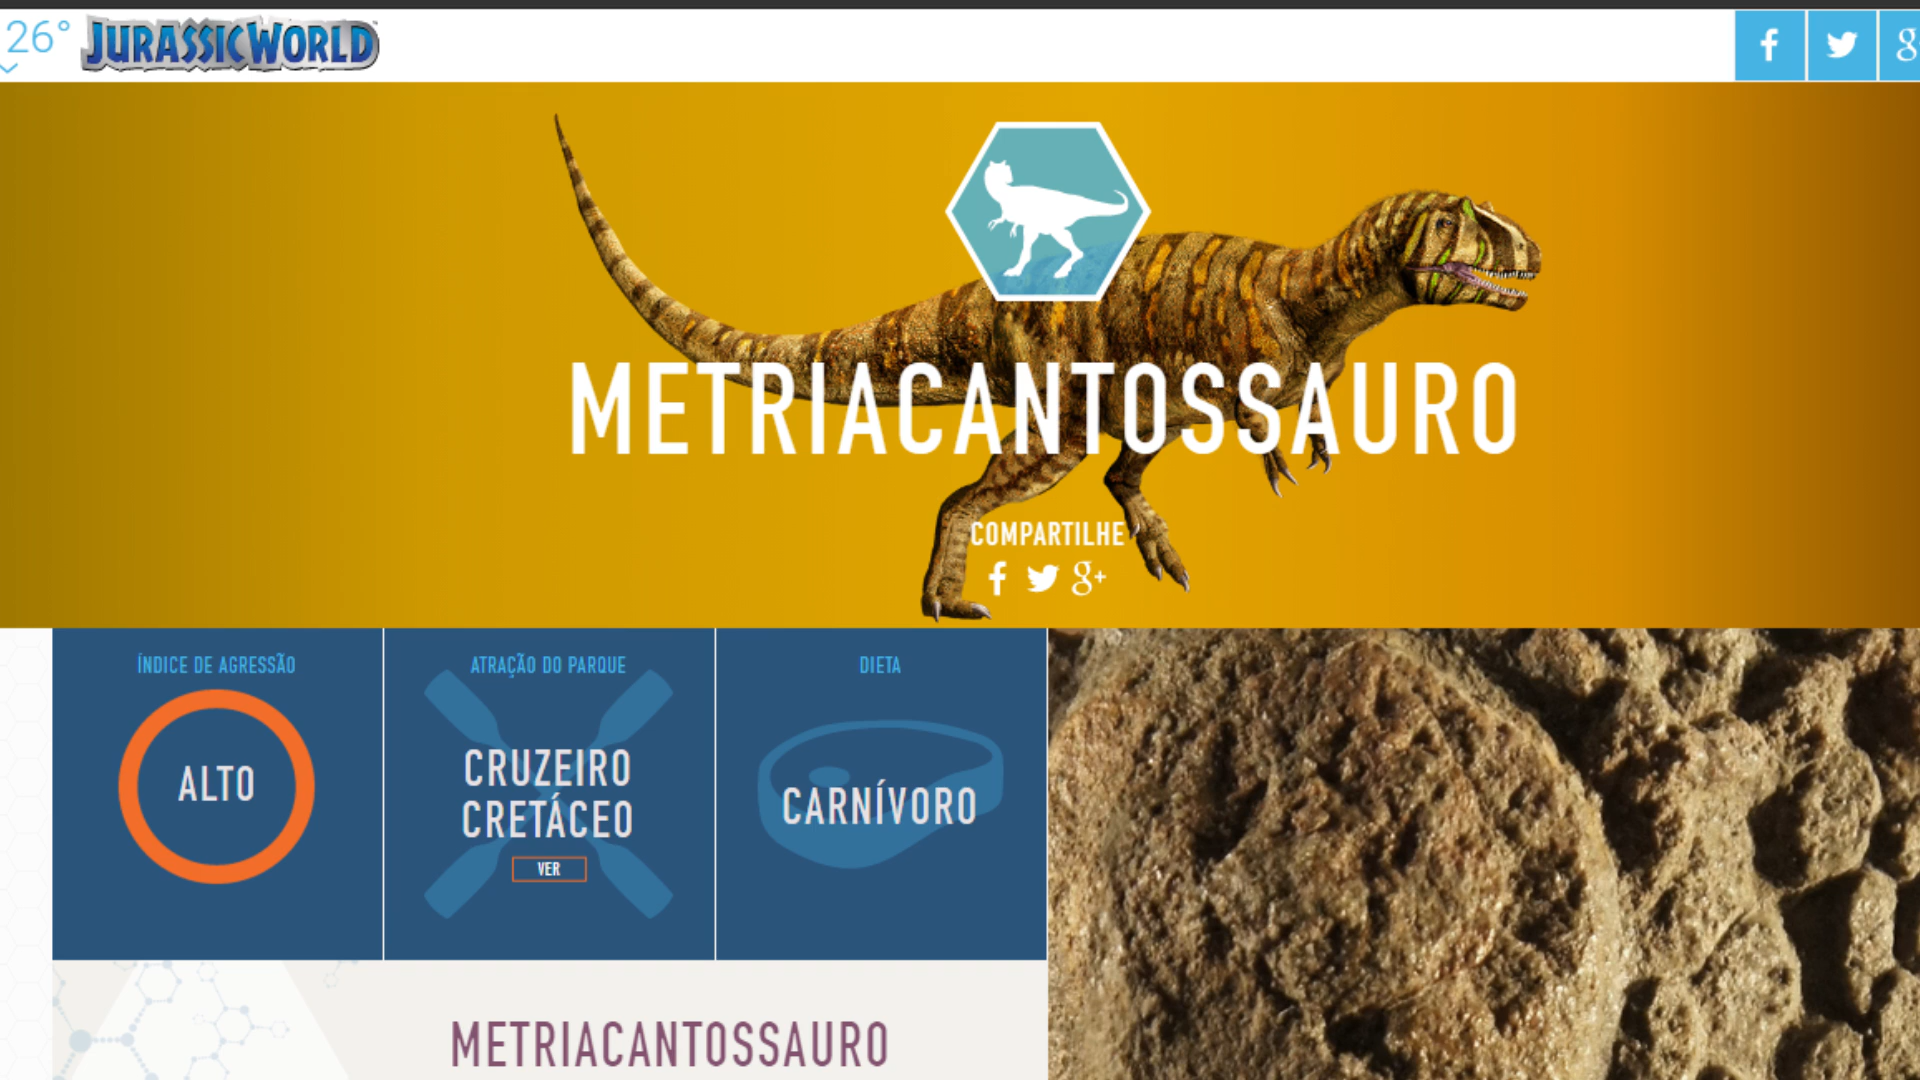 26°
JURASSIC WORLD
METRIACANTOSSAURO
COMPARTILHE
ÍNDICE DE AGRESSÃO
ALTO
ATRAÇÃO DO PARQUE
CRUZEIRO
CRETÁCEO
VER
DIETA
CARNÍVORO
METRIACANTOSSAURO